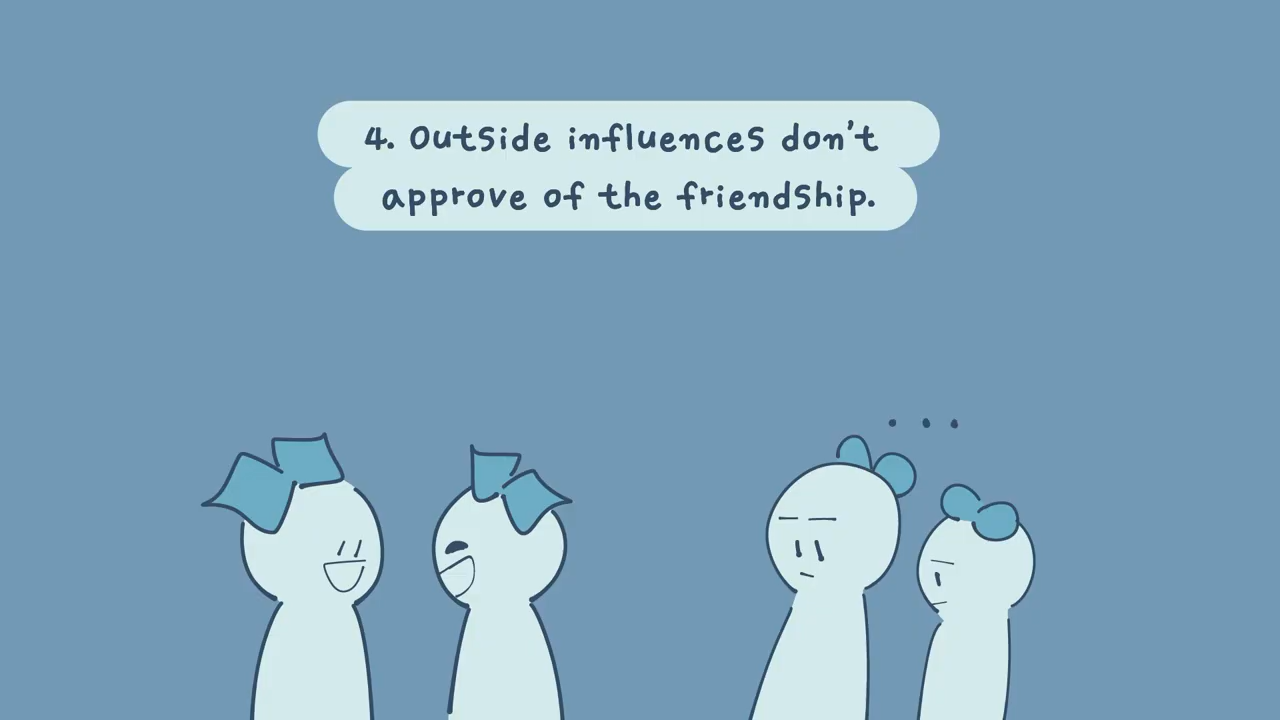 4. Outside influences don't
approve of the friendship.